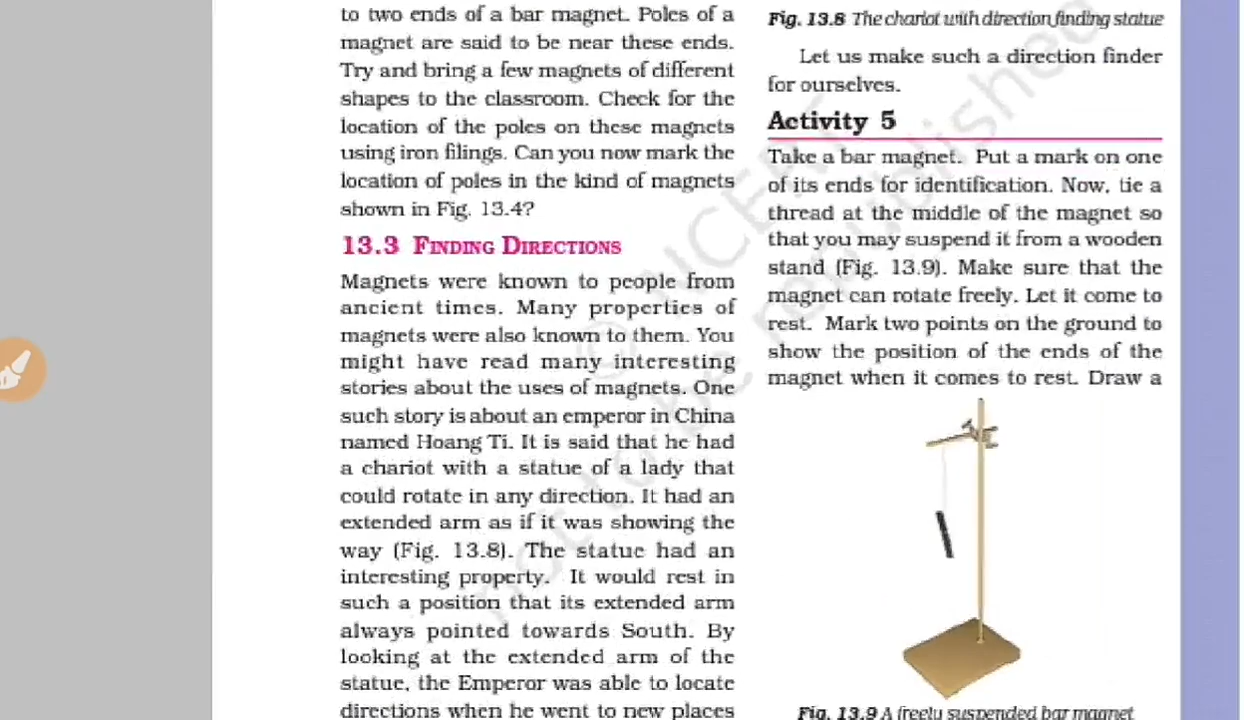 to two ends of a bar magnet. Poles of a
magnet are said to be near these ends.
Try and bring a few magnets of different
shapes to the classroom. Check for the
location of the poles on these magnets
using iron filings. Can you now mark the
location of poles in the kind of magnets
shown in Fig. 13.4?
13.3 FINDING DIRECTIONS
Magnets were known to people from
ancient times. Many properties of
magnets were also known to them. You
might have read many interesting
stories about the uses of magnets. One
such story is about an emperor in China
named Hoang Ti. It is said that he had
a chariot with a statue of a lady that
could rotate in any direction. It had an
extended arm as if it was showing the
way (Fig. 13.8). The statue had an
interesting property. It would rest in
such a position that its extended arm
always pointed towards South. By
looking at the extended arm of the
statue, the Emperor was able to locate
directions when he went to new places
Fig. 13.8 The chariot with direction finding statue
Let us make such a direction finder
for ourselves.
Activity 5
Take a bar magnet. Put a mark on one
of its ends for identification. Now, tie a
thread at the middle of the magnet so
that you may suspend it from a wooden
stand (Fig. 13.9). Make sure that the
magnet can rotate freely. Let it come to
rest. Mark two points on the ground to
show the position of the ends of the
magnet when it comes to rest. Draw a
Fig. 13.9 A freely suspended bar magnet
© NCERT
not to be republished